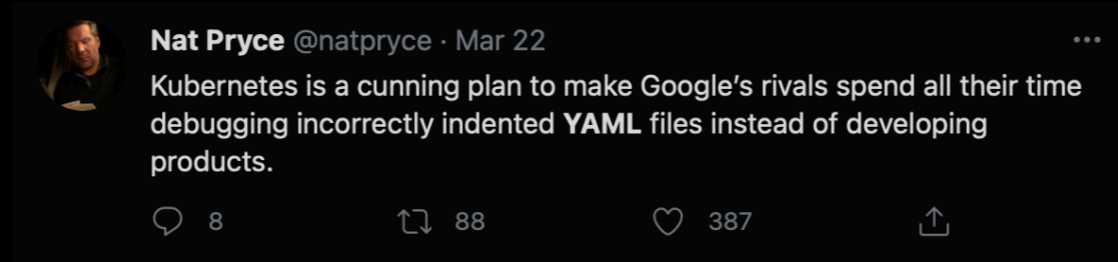 Nat Pryce @natpryce · Mar 22
Kubernetes is a cunning plan to make Google’s rivals spend all their time
debugging incorrectly indented YAML files instead of developing
products.
8 88 387